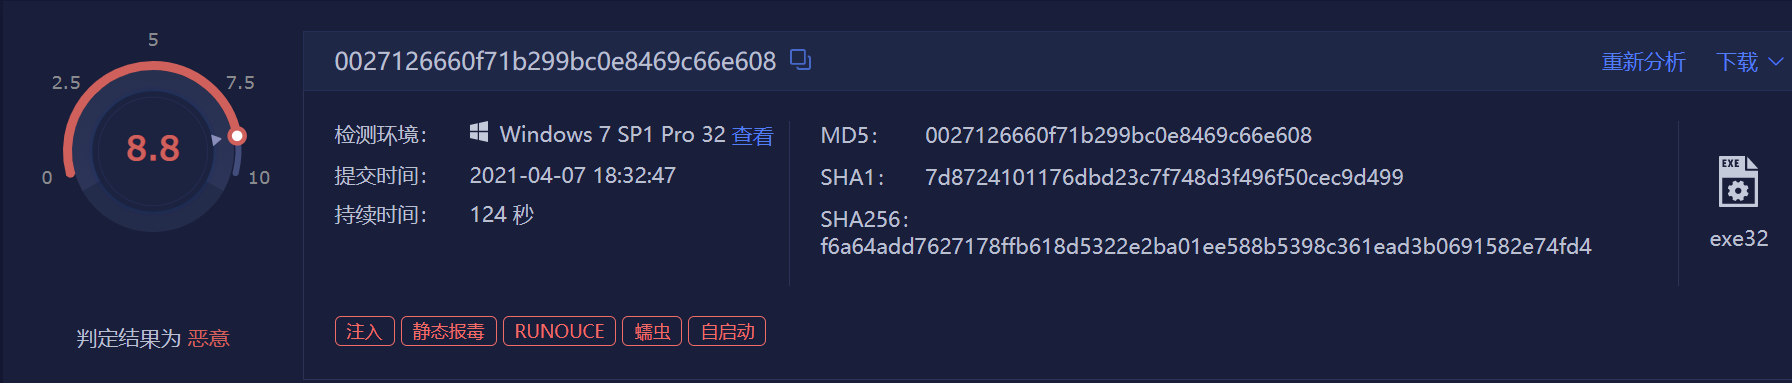 5
2.5
7.5
8.8
0
10
判定结果为 恶意
0027126660f71b299bc0e8469c66e608
重新分析
下载
检测环境：
Windows 7 SP1 Pro 32 查看
提交时间：
2021-04-07 18:32:47
持续时间：
124 秒
MD5：
0027126660f71b299bc0e8469c66e608
SHA1：
7d8724101176dbd23c7f748d3f496f50cec9d499
SHA256：
f6a64add7627178ffb618d5322e2ba01ee588b5398c361ead3b0691582e74fd4
EXE
exe32
注入
静态报毒
RUNOUCE
蠕虫
自启动